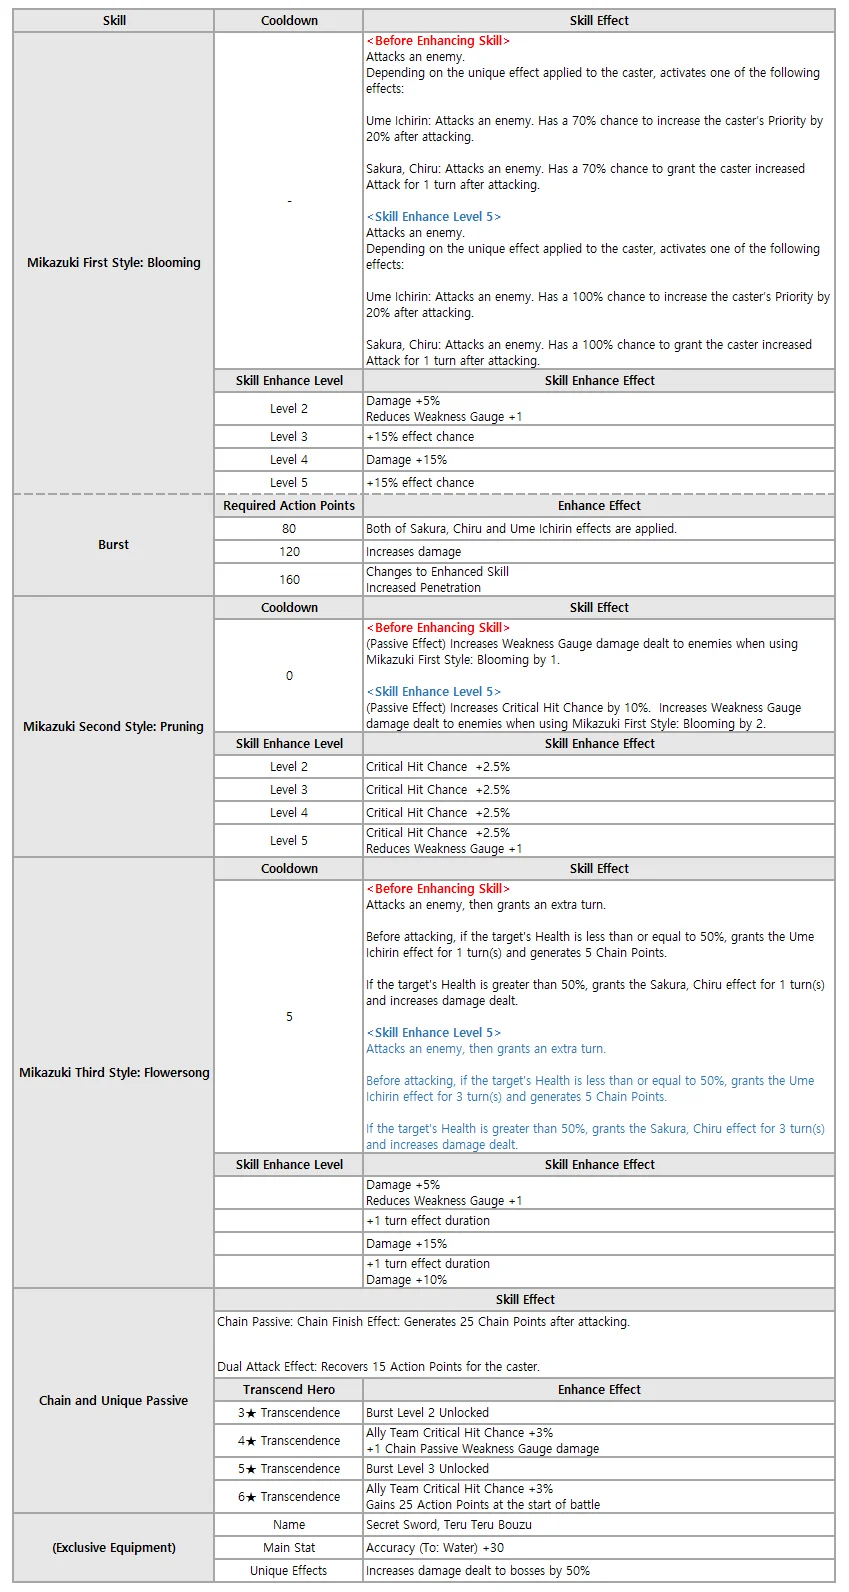 Skill
Cooldown
Skill Effect
Mikazuki First Style: Blooming
-
<Before Enhancing Skill>
Attacks an enemy.
Depending on the unique effect applied to the caster, activates one of the following
effects:
Ume Ichirin: Attacks an enemy. Has a 70% chance to increase the caster's Priority by
20% after attacking.
Sakura, Chiru: Attacks an enemy. Has a 70% chance to grant the caster increased
Attack for 1 turn after attacking.
<Skill Enhance Level 5>
Attacks an enemy.
Depending on the unique effect applied to the caster, activates one of the following
effects:
Ume Ichirin: Attacks an enemy. Has a 100% chance to increase the caster's Priority by
20% after attacking.
Sakura, Chiru: Attacks an enemy. Has a 100% chance to grant the caster increased
Attack for 1 turn after attacking.
Skill Enhance Level
Skill Enhance Effect
Level 2
Damage +5%
Reduces Weakness Gauge +1
Level 3
+15% effect chance
Level 4
Damage +15%
Level 5
+15% effect chance
Burst
Required Action Points
Enhance Effect
80
Both of Sakura, Chiru and Ume Ichirin effects are applied.
120
Increases damage
160
Changes to Enhanced Skill
Increased Penetration
Mikazuki Second Style: Pruning
Cooldown
Skill Effect
0
<Before Enhancing Skill>
(Passive Effect) Increases Weakness Gauge damage dealt to enemies when using
Mikazuki First Style: Blooming by 1.
<Skill Enhance Level 5>
(Passive Effect) Increases Critical Hit Chance by 10%.  Increases Weakness Gauge
damage dealt to enemies when using Mikazuki First Style: Blooming by 2.
Skill Enhance Level
Skill Enhance Effect
Level 2
Critical Hit Chance  +2.5%
Level 3
Critical Hit Chance  +2.5%
Level 4
Critical Hit Chance  +2.5%
Level 5
Critical Hit Chance  +2.5%
Reduces Weakness Gauge +1
Mikazuki Third Style: Flowersong
Cooldown
Skill Effect
5
<Before Enhancing Skill>
Attacks an enemy, then grants an extra turn.
Before attacking, if the target's Health is less than or equal to 50%, grants the Ume
Ichirin effect for 1 turn(s) and generates 5 Chain Points.
If the target's Health is greater than 50%, grants the Sakura, Chiru effect for 1 turn(s)
and increases damage dealt.
<Skill Enhance Level 5>
Attacks an enemy, then grants an extra turn.
Before attacking, if the target's Health is less than or equal to 50%, grants the Ume
Ichirin effect for 3 turn(s) and generates 5 Chain Points.
If the target's Health is greater than 50%, grants the Sakura, Chiru effect for 3 turn(s)
and increases damage dealt.
Skill Enhance Level
Skill Enhance Effect
Damage +5%
Reduces Weakness Gauge +1
+1 turn effect duration
Damage +15%
+1 turn effect duration
Damage +10%
Chain and Unique Passive
Skill Effect
Chain Passive: Chain Finish Effect: Generates 25 Chain Points after attacking.
Dual Attack Effect: Recovers 15 Action Points for the caster.
Transcend Hero
Enhance Effect
3★ Transcendence
Burst Level 2 Unlocked
4★ Transcendence
Ally Team Critical Hit Chance +3%
+1 Chain Passive Weakness Gauge damage
5★ Transcendence
Burst Level 3 Unlocked
6★ Transcendence
Ally Team Critical Hit Chance +3%
Gains 25 Action Points at the start of battle
(Exclusive Equipment)
Name
Secret Sword, Teru Teru Bouzu
Main Stat
Accuracy (To: Water) +30
Unique Effects
Increases damage dealt to bosses by 50%